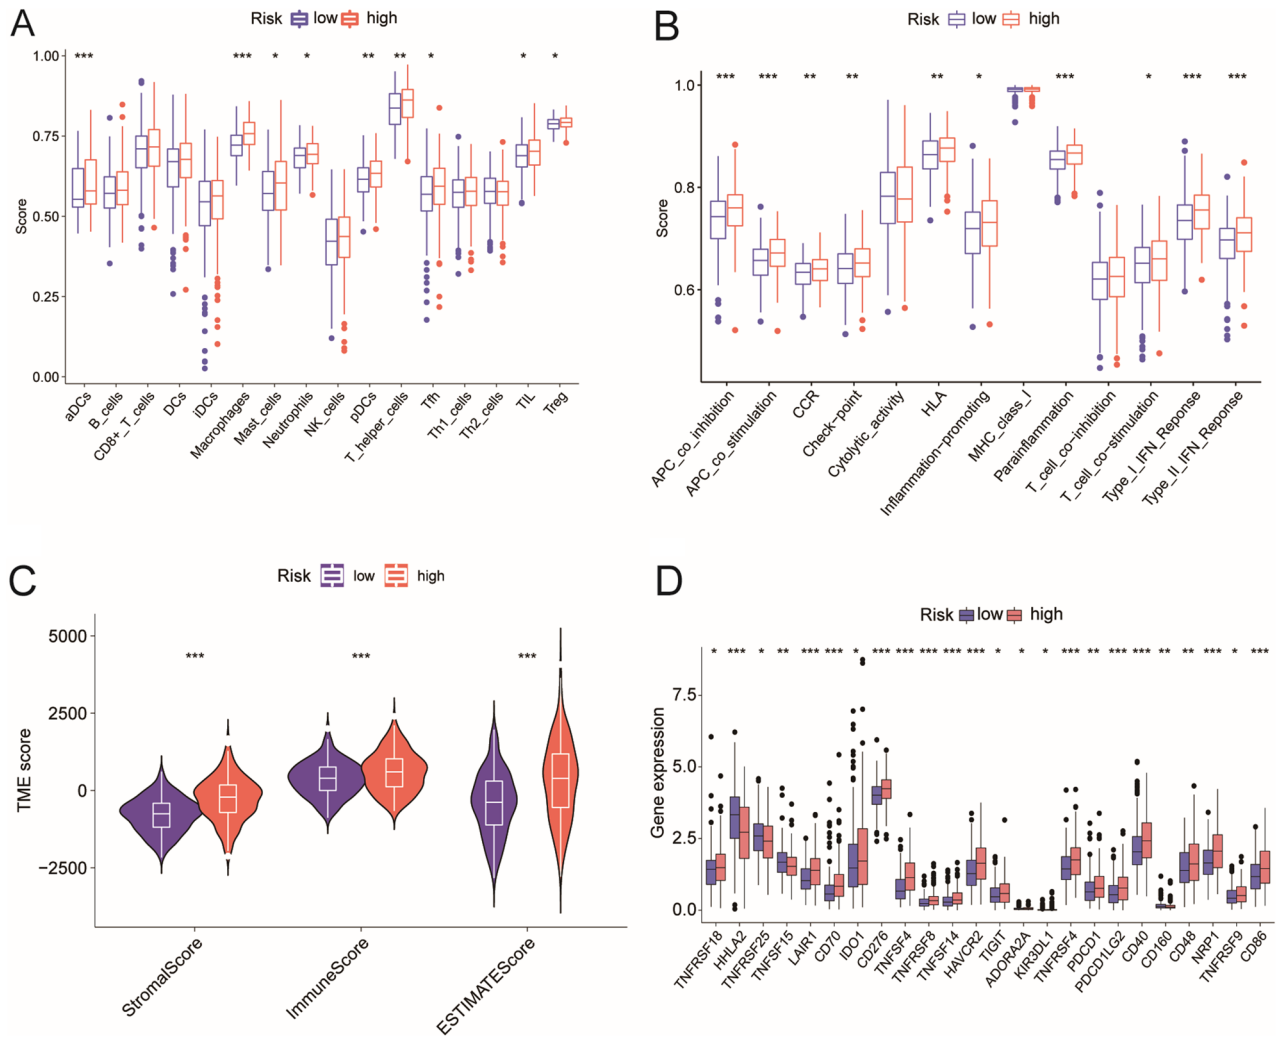 A
Risk low high
1.00
0.75
0.50
0.25
0.00
Score
*** *** * * ** ** * * *
aDCs
B_cells
CD8+_T_cells
DCs
iDCs
Macrophages
Mast_cells
Neutrophils
NK_cells
pDCs
T_helper_cells
Tfh
Th1_cells
Th2_cells
TIL
Treg
B
Risk low high
1.0
0.8
0.6
Score
*** *** ** ** ** * *** * *** ***
APC_co_inhibition
APC_co_stimulation
CCR
Check-point
Cytolytic_activity
HLA
Inflammation-promoting
MHC_class_I
Parainflammation
T_cell_co-inhibition
T_cell_co-stimulation
Type_I_IFN_Reponse
Type_II_IFN_Reponse
C
Risk low high
5000
2500
0
−2500
TME score
*** *** ***
StromalScore
ImmuneScore
ESTIMATEScore
D
Risk low high
7.5
5.0
2.5
0.0
Gene expression
* *** * ** *** *** * *** *** *** *** *** * * * *** ** *** *** ** ** *** * ***
TNFRSF18
HHLA2
TNFRSF25
TNFSF15
LAIR1
CD70
IDO1
CD276
TNFSF4
TNFRSF8
TNFSF14
HAVCR2
TIGIT
ADORA2A
KIR3DL1
TNFRSF4
PDCD1
PDCD1LG2
CD40
CD160
CD48
NRP1
TNFRSF9
CD86